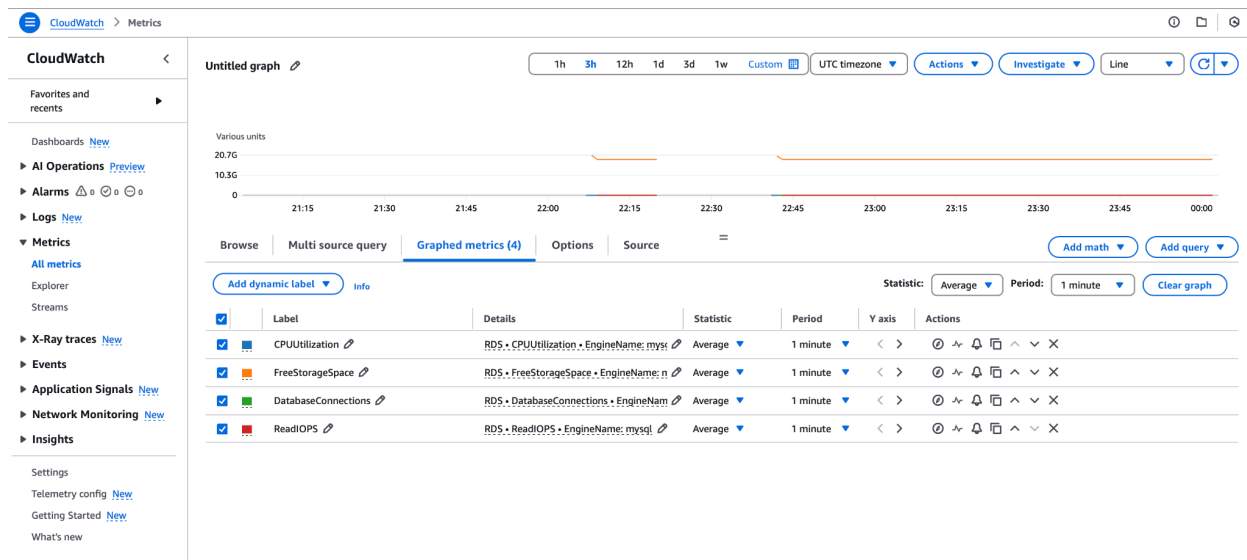 CloudWatch > Metrics
CloudWatch
Favorites and
recents
Dashboards New
AI Operations Preview
Alarms 0 0 0
Logs New
Metrics
All metrics
Explorer
Streams
X-Ray traces New
Events
Application Signals New
Network Monitoring New
Insights
Settings
Telemetry config New
Getting Started New
What's new
Untitled graph
1h 3h 12h 1d 3d 1w Custom UTC timezone Actions Investigate Line
Various units
20.7G
10.3G
0
21:15 21:30 21:45 22:00 22:15 22:30 22:45 23:00 23:15 23:30 23:45 00:00
Browse Multi source query Graphed metrics (4) Options Source Add math Add query
Add dynamic label Info Statistic: Average Period: 1 minute Clear graph
Label Details Statistic Period Y axis Actions
CPUUtilization RDS • CPUUtilization • EngineName: mysc Average 1 minute < >
FreeStorageSpace RDS • FreeStorageSpace • EngineName: n Average 1 minute < >
DatabaseConnections RDS • DatabaseConnections • EngineNam Average 1 minute < >
ReadIOPS RDS • ReadIOPS • EngineName: mysql Average 1 minute < >